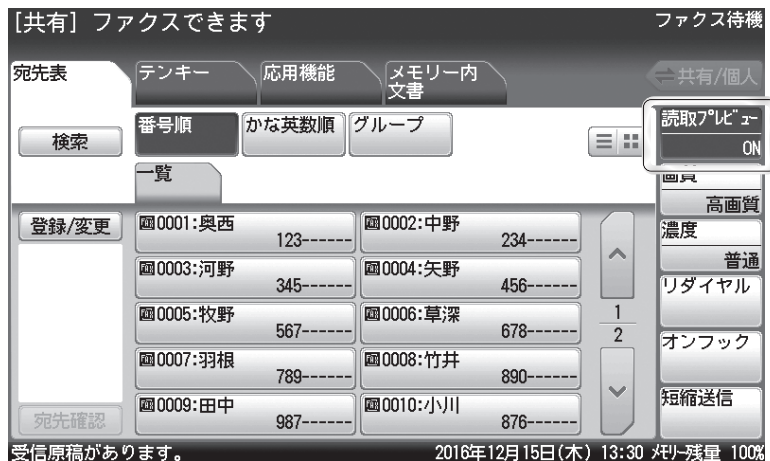 [共有] ファクスできます
ファクス待機
宛先表
テンキー
応用機能
メモリー内
文書
共有/個人
検索
番号順
かな英数順
グループ
読取プレビュー
ON
一覧
画質
高画質
登録/変更
0001:奥西
123------
0002:中野
234------
濃度
普通
0003:河野
345------
0004:矢野
456------
リダイヤル
0005:牧野
567------
0006:草深
678------
1
2
オンフック
0007:羽根
789------
0008:竹井
890------
短縮送信
0009:田中
987------
0010:小川
876------
宛先確認
受信原稿があります。
2016年12月15日(木) 13:30 メモリー残量 100%